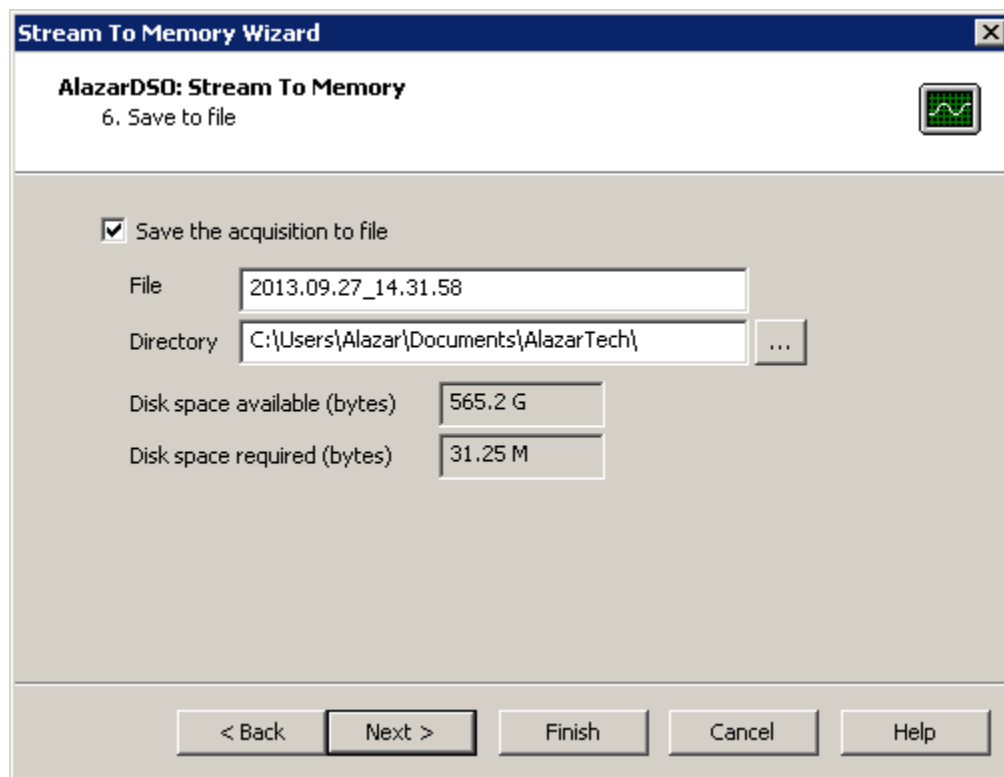 Stream To Memory Wizard
AlazarDSO: Stream To Memory
6. Save to file
Save the acquisition to file
File 2013.09.27_14.31.58
Directory C:\Users\Alazar\Documents\AlazarTech\ ...
Disk space available (bytes) 565.2 G
Disk space required (bytes) 31.25 M
< Back Next > Finish Cancel Help